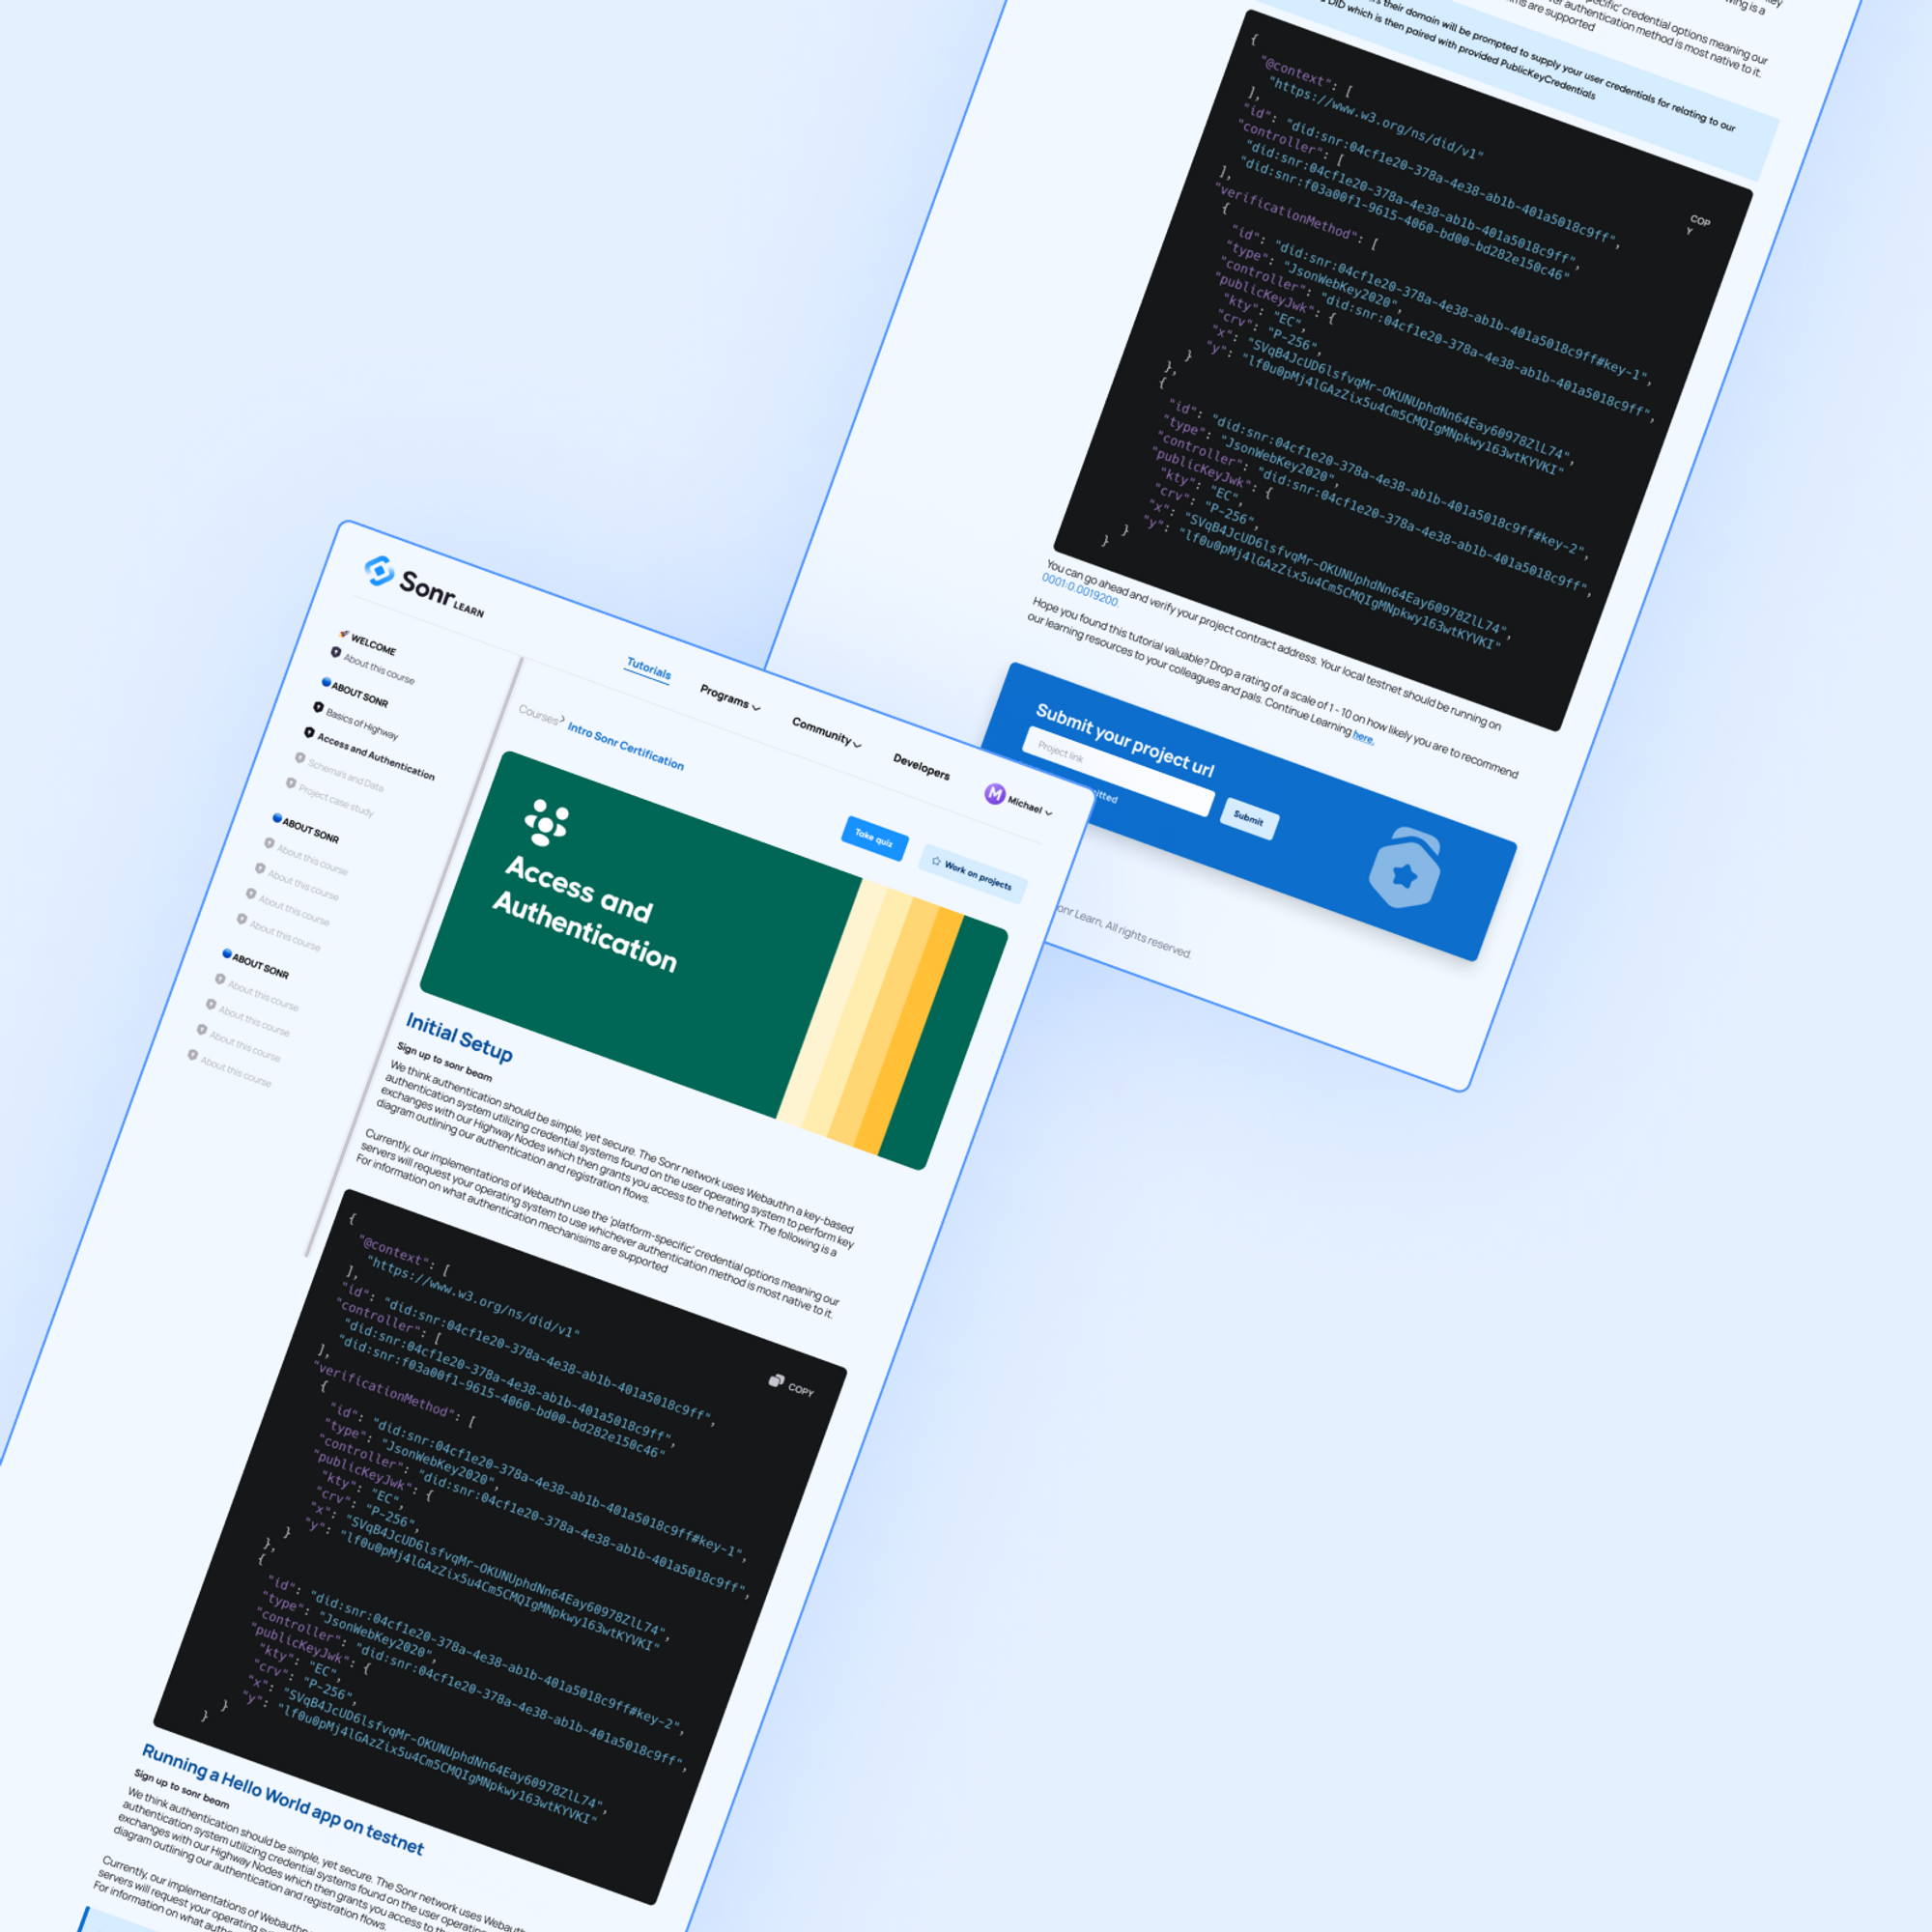 Sonr LEARN
🚀 WELCOME
About this course
🔵 ABOUT SONR
Basics of Highway
Access and Authentication
Schema's and Data
Project case study
🔵 ABOUT SONR
About this course
About this course
About this course
About this course
🔵 ABOUT SONR
About this course
About this course
About this course
About this course
Tutorials
Programs
Community
Developers
M Michael
Courses > Intro Sonr Certification
Take quiz
Work on projects
Access and
Authentication
Initial Setup
Sign up to sonr beam
We think authentication should be simple, yet secure. The Sonr network uses Webauthn a key-based
authentication system utilizing credential systems found on the user operating system to perform key
exchanges with our Highway Nodes which then grants you access to the network. The following is a
diagram outlining our authentication and registration flows.
Currently, our implementations of Webauthn use the 'platform-specific' credential options meaning our
servers will request your operating system to use whichever authentication method is most native to it.
For information on what authentication mechanisims are supported
COPY
{
"@context": [
"https://www.w3.org/ns/did/v1"
],
"id": "did:snr:04cf1e20-378a-4e38-ab1b-401a5018c9ff",
"controller": [
"did:snr:04cf1e20-378a-4e38-ab1b-401a5018c9ff",
"did:snr:f03a00f1-9615-4060-bd00-bd282e150c46"
],
"verificationMethod": [
{
"id": "did:snr:04cf1e20-378a-4e38-ab1b-401a5018c9ff#key-1",
"type": "JsonWebKey2020",
"controller": "did:snr:04cf1e20-378a-4e38-ab1b-401a5018c9ff",
"publicKeyJwk": {
"kty": "EC",
"crv": "P-256",
"x": "SVqB4JcUD6lsfvqMr-OKUNUphdNn64Eay60978ZlL74",
"y": "lf0u0pMj4lGAzZix5u4Cm5CMQIgMNpkwy163wtKYVKI"
}
},
{
"id": "did:snr:04cf1e20-378a-4e38-ab1b-401a5018c9ff#key-2",
"type": "JsonWebKey2020",
"controller": "did:snr:04cf1e20-378a-4e38-ab1b-401a5018c9ff",
"publicKeyJwk": {
"kty": "EC",
"crv": "P-256",
"x": "SVqB4JcUD6lsfvqMr-OKUNUphdNn64Eay60978ZlL74",
"y": "lf0u0pMj4lGAzZix5u4Cm5CMQIgMNpkwy163wtKYVKI"
}
}
Running a Hello World app on testnet
Sign up to sonr beam
We think authentication should be simple, yet secure. The Sonr network uses
authentication system utilizing credential systems found on the user
exchanges with our Highway Nodes which then grants you access to
diagram outlining our authentication and registration flows.
Currently, our implementations of Webauthn
servers will request your operating
For information on what
specific' credential options meaning our
authentication method is most native to it.
are supported
their domain will be prompted to supply your user credentials for relating to our
DID which is then paired with provided PublicKeyCredentials
COP
Y
{
"@context": [
"https://www.w3.org/ns/did/v1"
],
"id": "did:snr:04cf1e20-378a-4e38-ab1b-401a5018c9ff",
"controller": [
"did:snr:04cf1e20-378a-4e38-ab1b-401a5018c9ff",
"did:snr:f03a00f1-9615-4060-bd00-bd282e150c46"
],
"verificationMethod": [
{
"id": "did:snr:04cf1e20-378a-4e38-ab1b-401a5018c9ff#key-1",
"type": "JsonWebKey2020",
"controller": "did:snr:04cf1e20-378a-4e38-ab1b-401a5018c9ff",
"publicKeyJwk": {
"kty": "EC",
"crv": "P-256",
"x": "SVqB4JcUD6lsfvqMr-OKUNUphdNn64Eay60978ZlL74",
"y": "lf0u0pMj4lGAzZix5u4Cm5CMQIgMNpkwy163wtKYVKI"
}
},
{
"id": "did:snr:04cf1e20-378a-4e38-ab1b-401a5018c9ff#key-2",
"type": "JsonWebKey2020",
"controller": "did:snr:04cf1e20-378a-4e38-ab1b-401a5018c9ff",
"publicKeyJwk": {
"kty": "EC",
"crv": "P-256",
"x": "SVqB4JcUD6lsfvqMr-OKUNUphdNn64Eay60978ZlL74",
"y": "lf0u0pMj4lGAzZix5u4Cm5CMQIgMNpkwy163wtKYVKI"
}
}
You can go ahead and verify your project contract address. Your local testnet should be running on
0001:0.0019200.
Hope you found this tutorial valuable? Drop a rating of a scale of 1 - 10 on how likely you are to recommend
our learning resources to your colleagues and pals. Continue Learning here.
Submit your project url
Project link
Submit
Sonr Learn, All rights reserved.